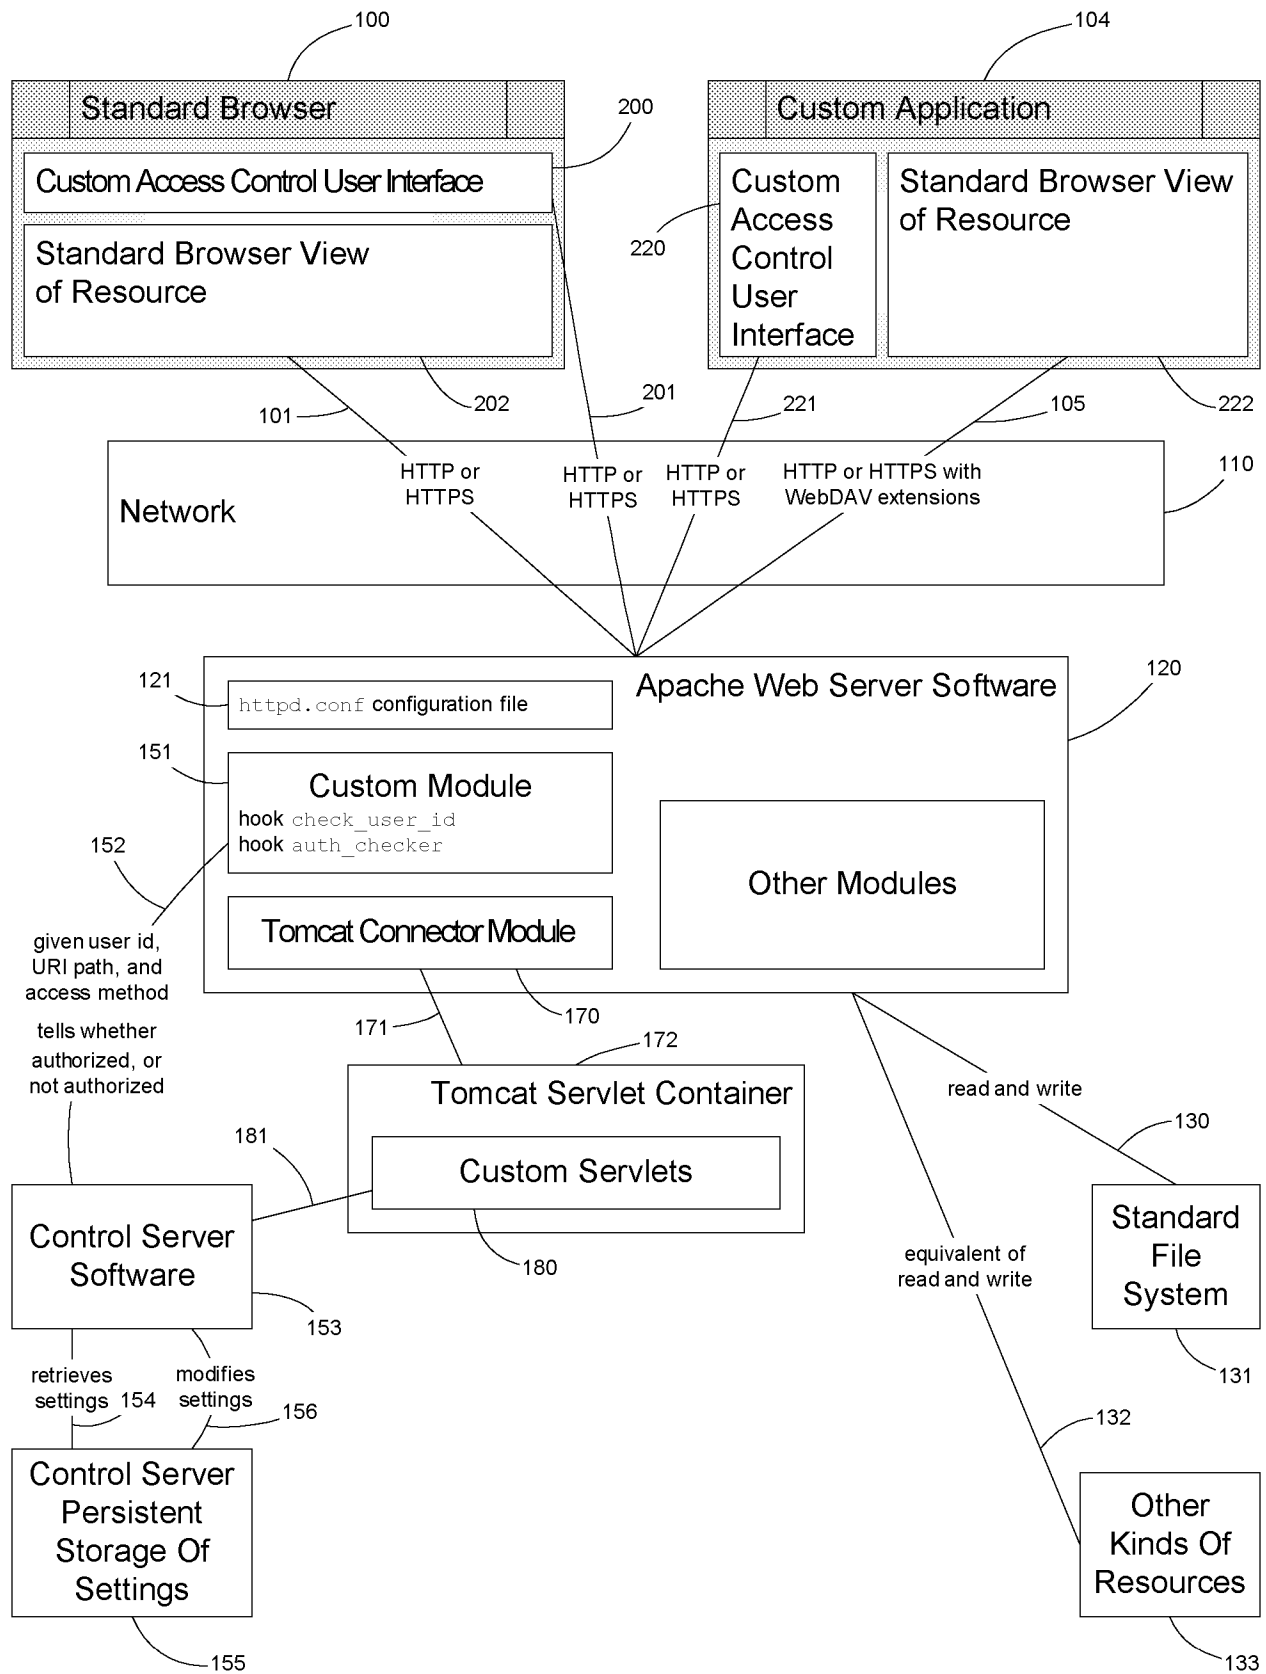 100
104
Standard Browser
Custom Application
200
Custom Access Control User Interface
Custom
Access
Control
User
Interface
Standard Browser View
of Resource
220
Standard Browser View
of Resource
101
202
201
221
105
222
HTTP or
HTTPS
HTTP or
HTTPS
HTTP or
HTTPS
HTTP or HTTPS with
WebDAV extensions
110
Network
121
httpd.conf configuration file
Apache Web Server Software
120
151
Custom Module
hook check_user_id
hook auth_checker
152
Other Modules
Tomcat Connector Module
given user id,
URI path, and
access method
tells whether
authorized, or
not authorized
171
170
172
Tomcat Servlet Container
read and write
130
181
Custom Servlets
Control Server
Software
180
equivalent of
read and write
Standard
File
System
153
131
retrieves
settings
154
modifies
settings
156
132
Control Server
Persistent
Storage Of
Settings
Other
Kinds Of
Resources
155
133